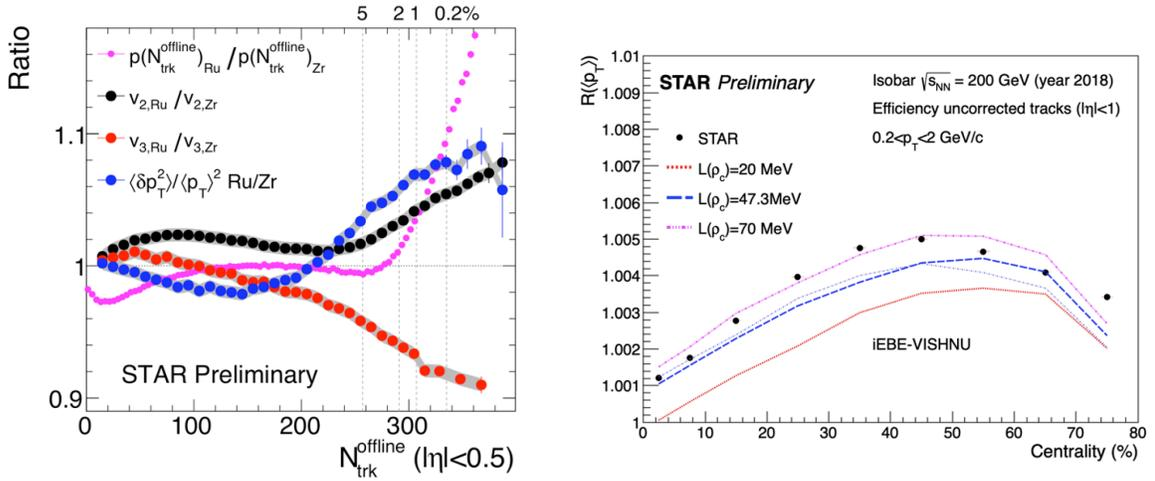 5 2 1 0.2%
Ratio
p(N_trk^offline)_Ru / p(N_trk^offline)_Zr
v_2,Ru / v_2,Zr
v_3,Ru / v_3,Zr
⟨δp_T^2⟩/⟨p_T⟩^2 Ru/Zr
1.1
1
0.9
STAR Preliminary
0 100 200 300
N_trk^offline (|η|<0.5)
R(⟨p_T⟩)
1.01
1.009
1.008
1.007
1.006
1.005
1.004
1.003
1.002
1.001
1
STAR Preliminary
Isobar √s_NN = 200 GeV (year 2018)
Efficiency uncorrected tracks (|η|<1)
0.2<p_T<2 GeV/c
STAR
L(ρ_c)=20 MeV
L(ρ_c)=47.3MeV
L(ρ_c)=70 MeV
iEBE-VISHNU
0 10 20 30 40 50 60 70 80
Centrality (%)